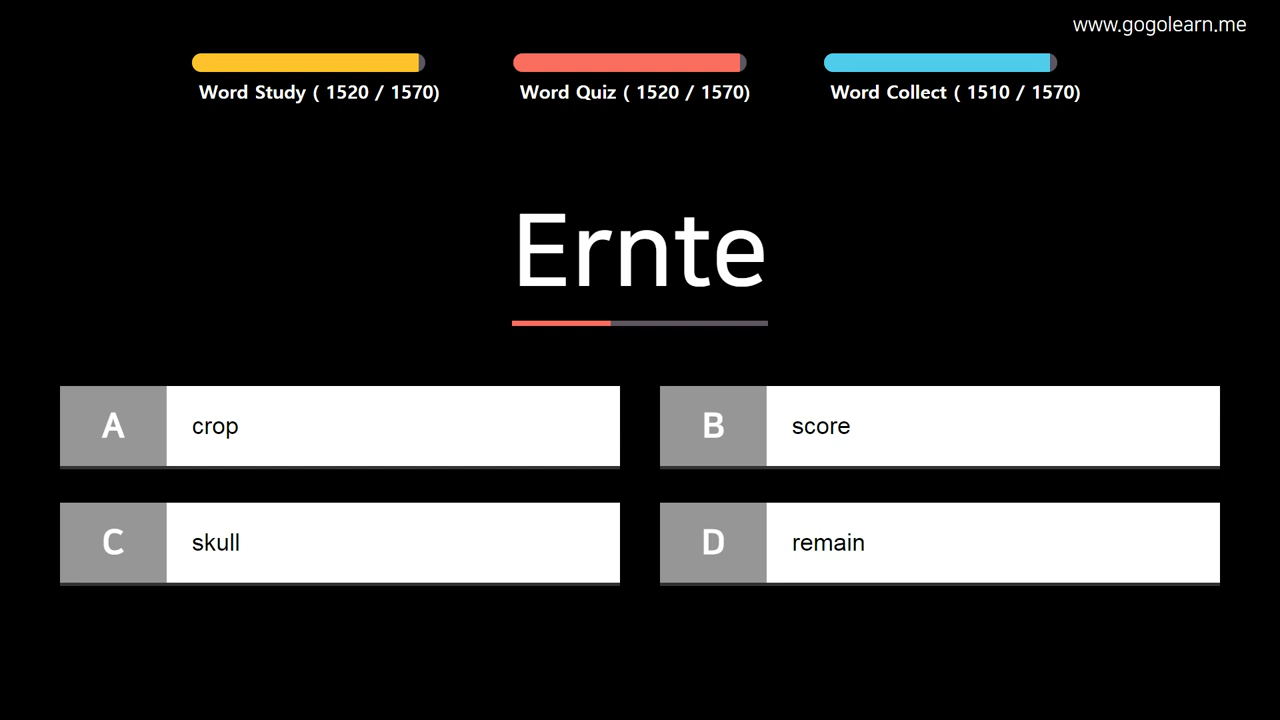 www.gogolearn.me
Word Study ( 1520 / 1570)
Word Quiz ( 1520 / 1570)
Word Collect ( 1510 / 1570)
Ernte
A crop
B score
C skull
D remain